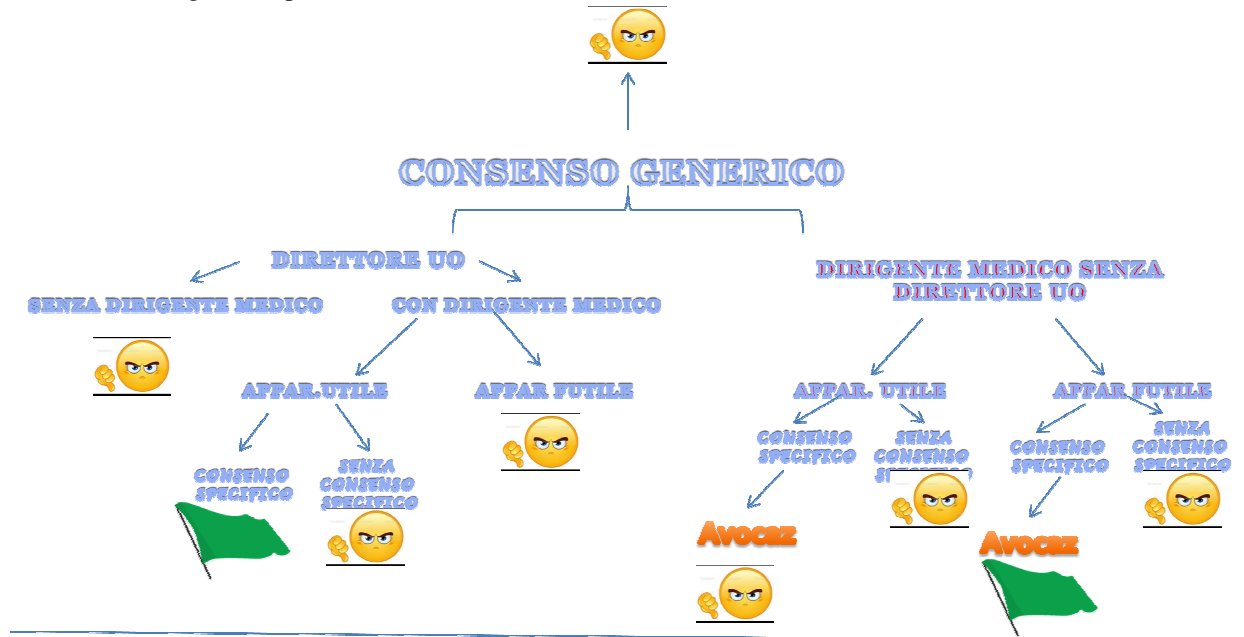 CONSENSO GENERICO
DIRETTORE UO
DIRIGENTE MEDICO SENZA
DIRETTORE UO
SENZA DIRIGENTE MEDICO
CON DIRIGENTE MEDICO
APPAR.UTILE
APPAR FUTILE
APPAR. UTILE
APPAR FUTILE
CONSENSO
SPECIFICO
SENZA
CONSENSO
SPECIFICO
CONSENSO
SPECIFICO
SENZA
CONSENSO
SPECIFICO
CONSENSO
SPECIFICO
SENZA
CONSENSO
SPECIFICO
AVOCAZ
AVOCAZ